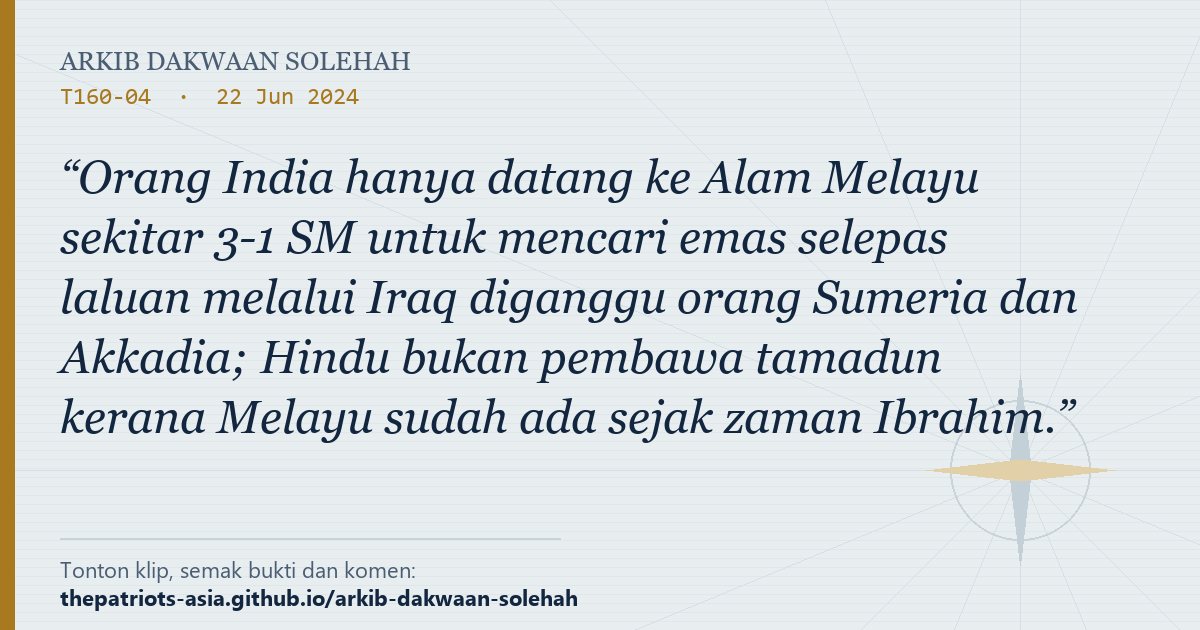 ARKIB DAKWAAN SOLEHAH
T160-04 · 22 Jun 2024
“Orang India hanya datang ke Alam Melayu
sekitar 3-1 SM untuk mencari emas selepas
laluan melalui Iraq diganggu orang Sumeria dan
Akkadia; Hindu bukan pembawa tamadun
kerana Melayu sudah ada sejak zaman Ibrahim.”
Tonton klip, semak bukti dan komen:
thepatriots-asia.github.io/arkib-dakwaan-solehah